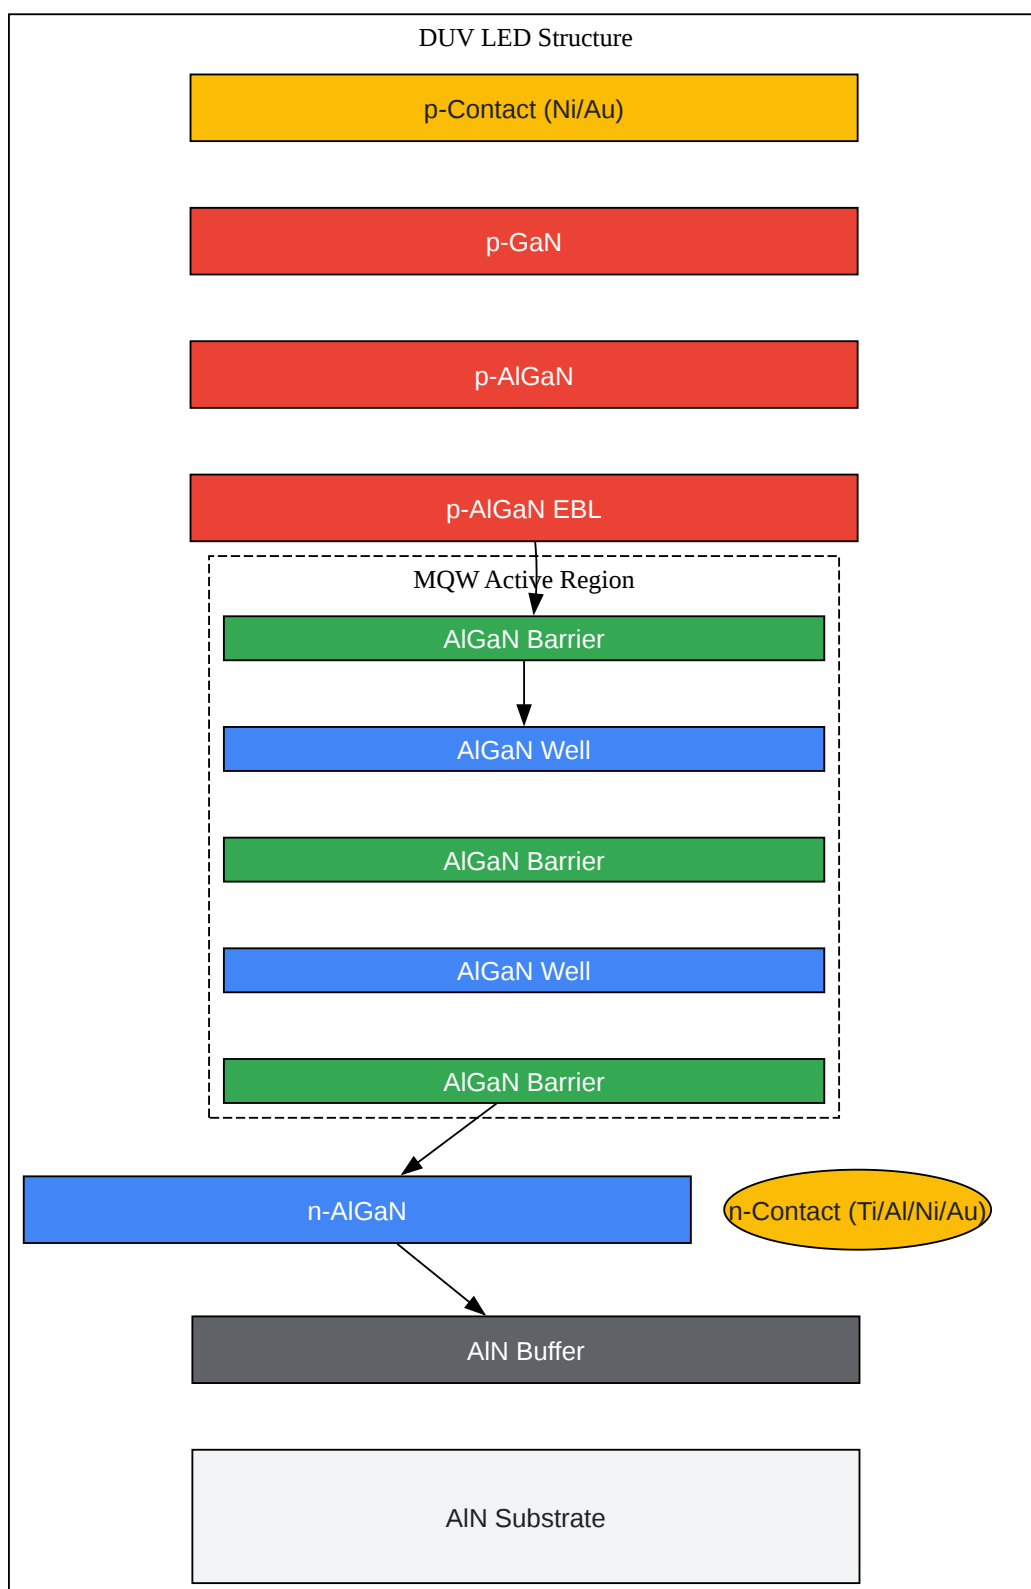 DUV LED Structure
p-Contact (Ni/Au)
p-GaN
p-AlGaN
p-AlGaN EBL
MQW Active Region
AlGaN Barrier
AlGaN Well
AlGaN Barrier
AlGaN Well
AlGaN Barrier
n-AlGaN
n-Contact (Ti/Al/Ni/Au)
AlN Buffer
AlN Substrate